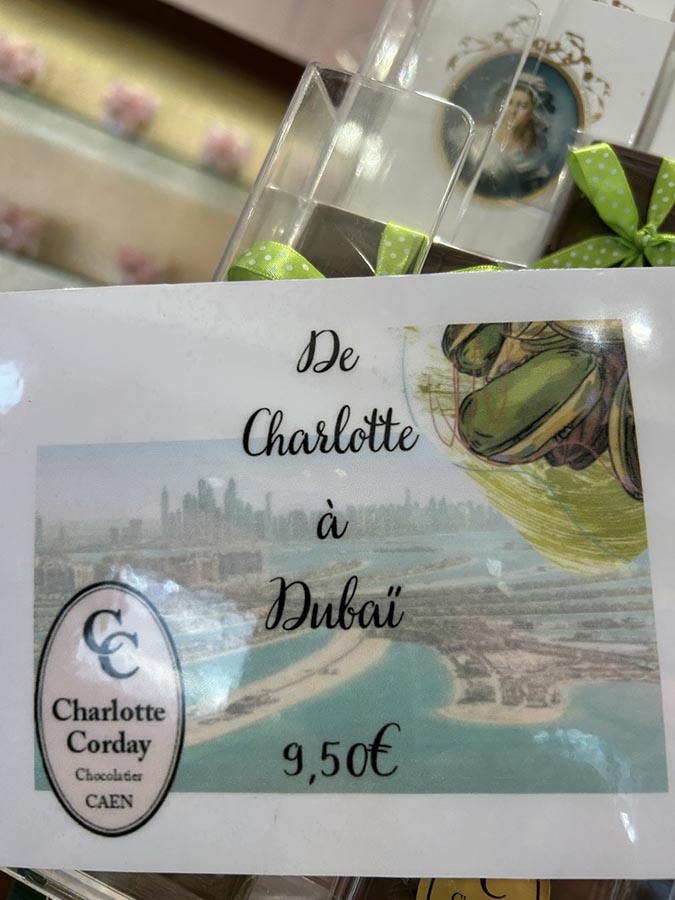 De
Charlotte
à
Dubaï
9,50€
CC
Charlotte
Corday
Chocolatier
CAEN